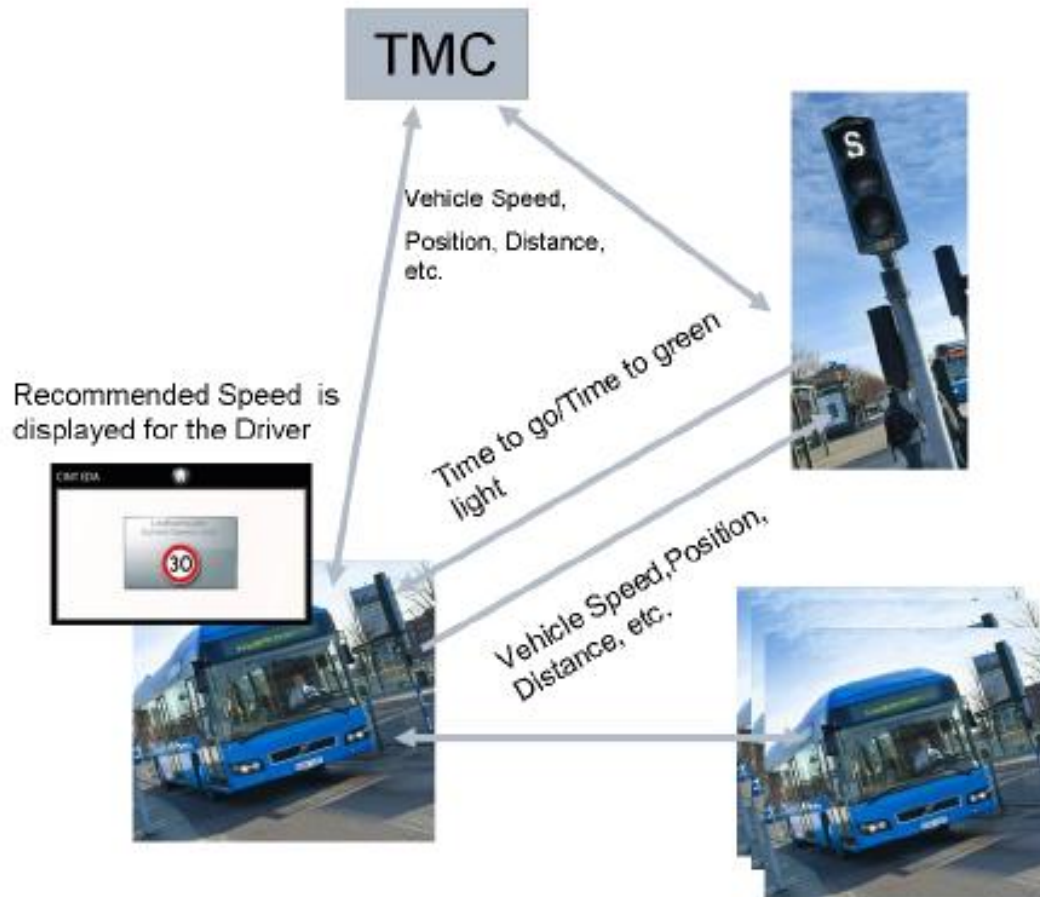 TMC
S
Vehicle Speed,
Position, Distance,
etc.
Time to go/Time to green
light
Recommended Speed is
displayed for the Driver
30
Vehicle Speed,Position,
Distance, etc.